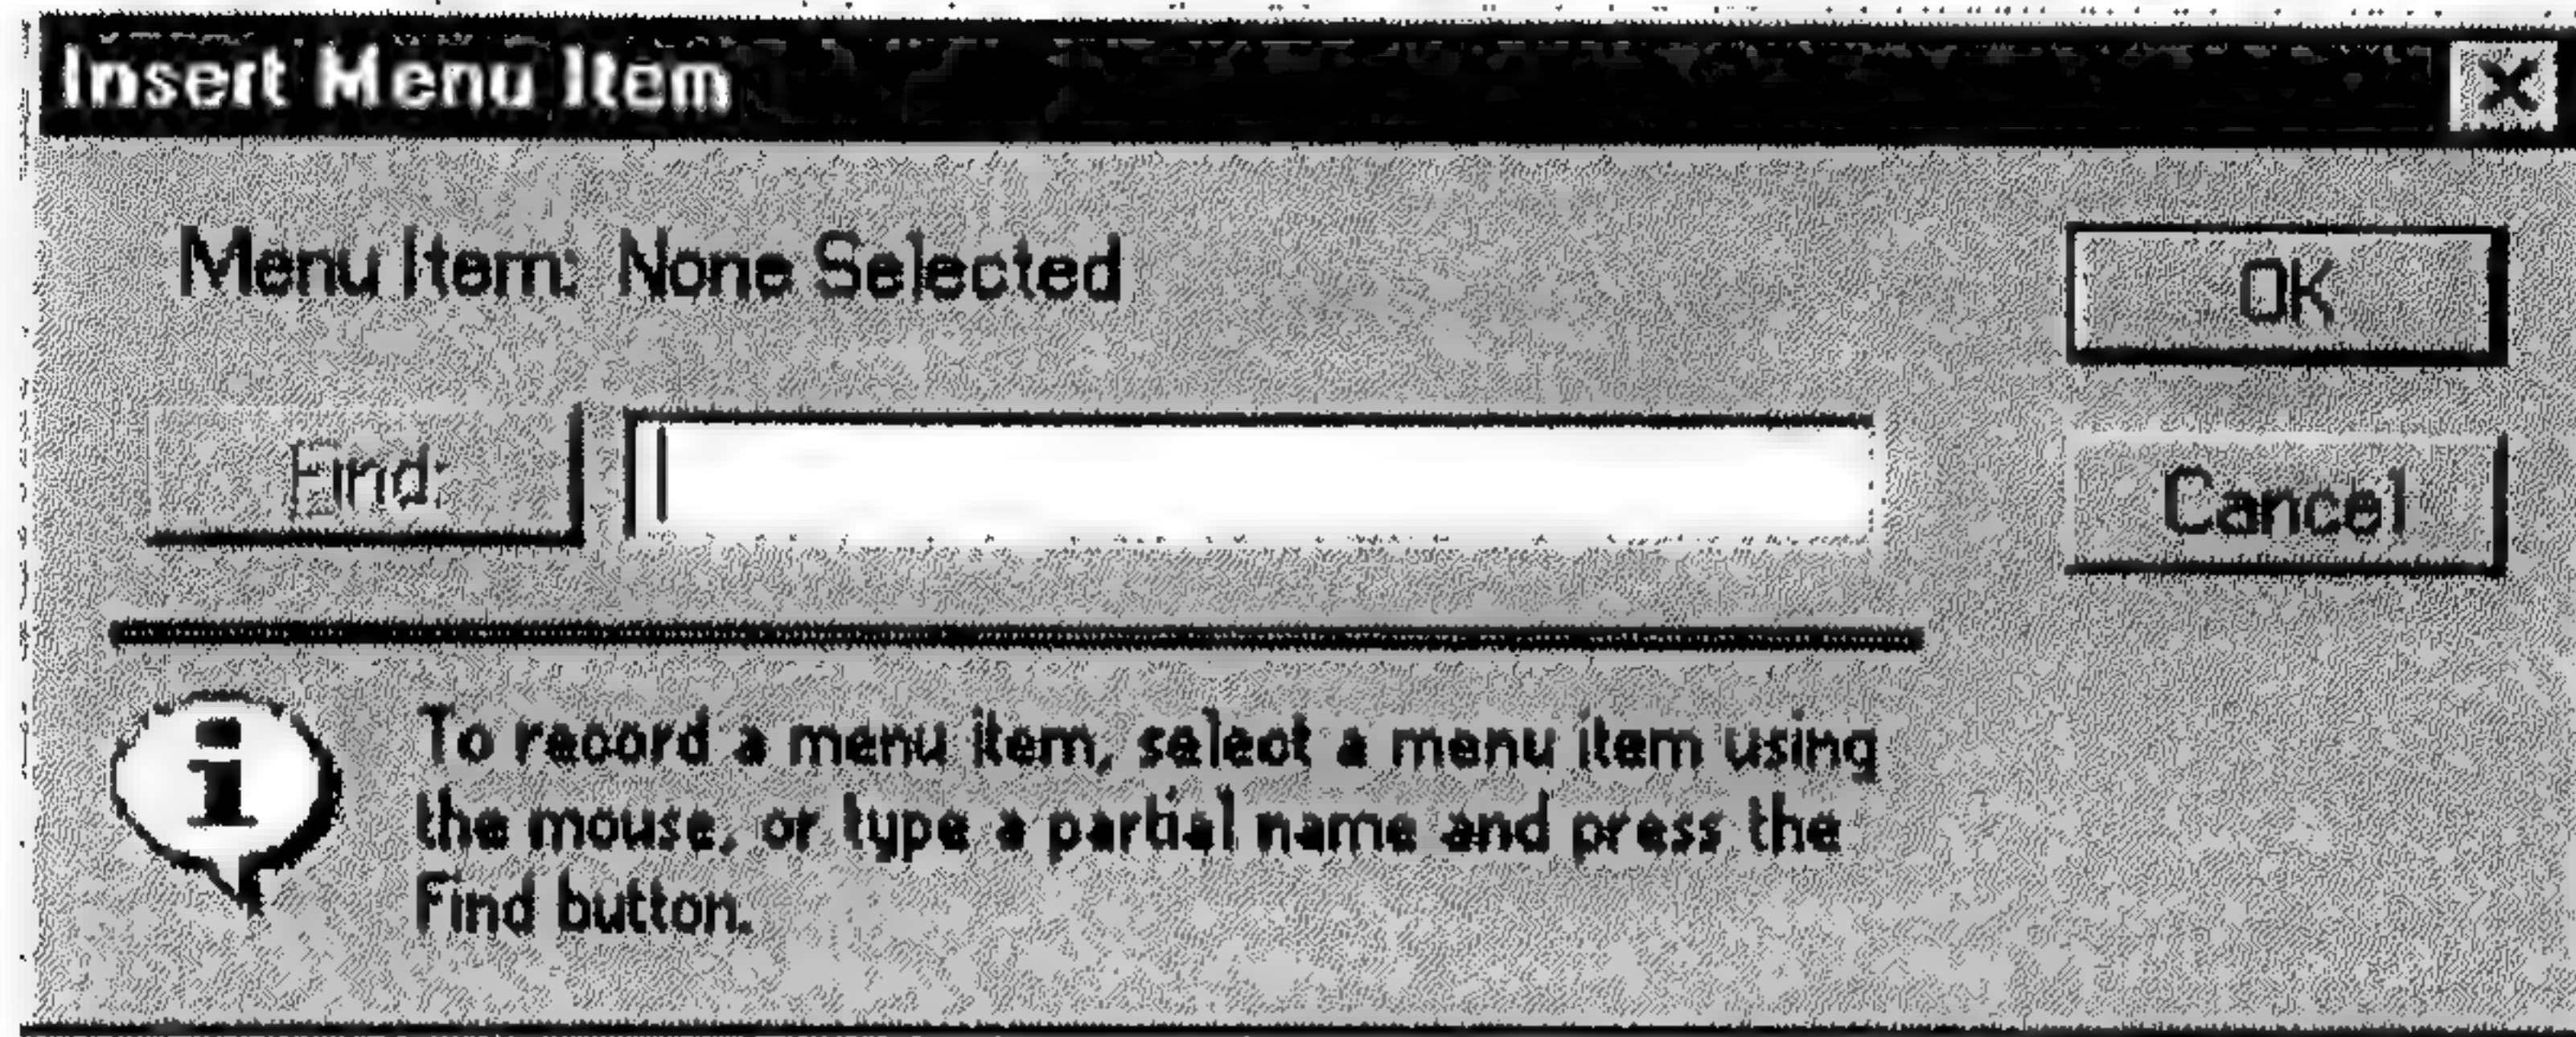 Insert Menu Item
Menu Item: None Selected
OK
Find:
Cancel
To record a menu item, select a menu item using
the mouse, or type a partial name and press the
Find button.